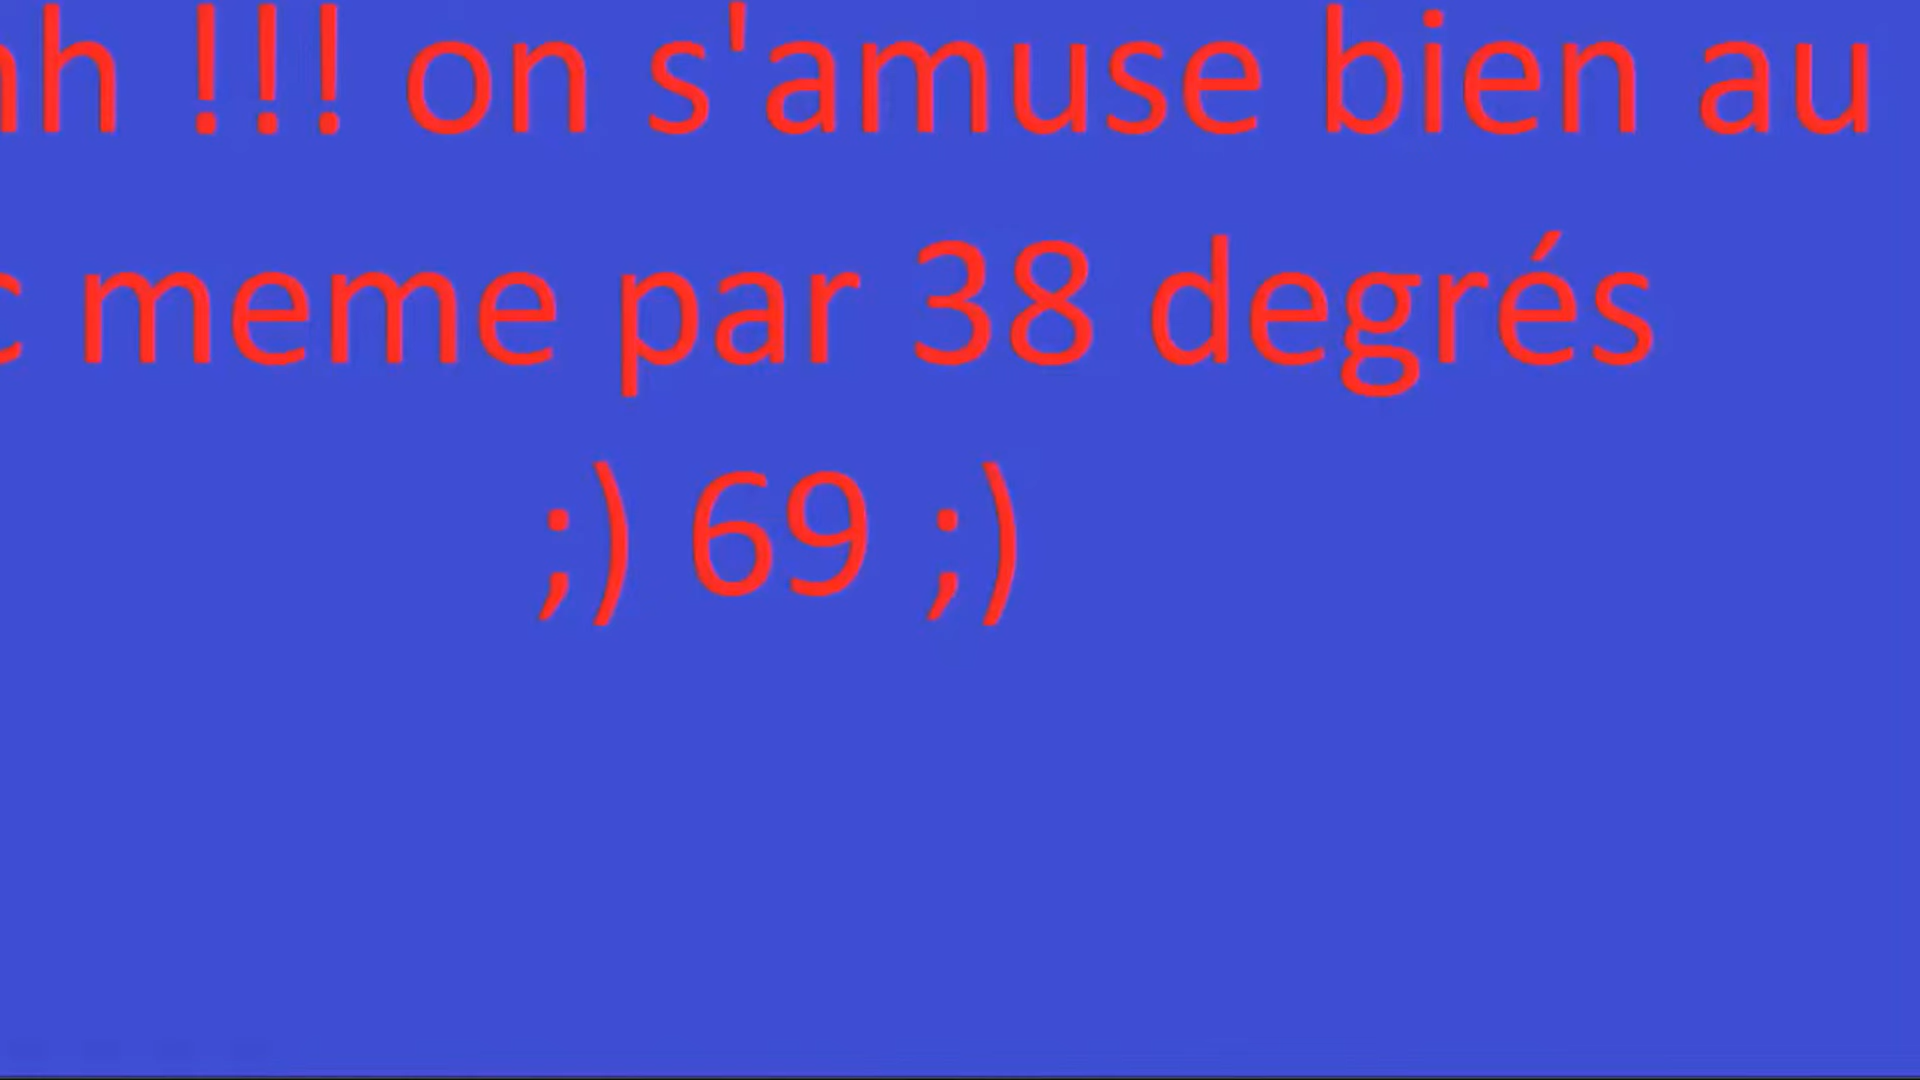 !!! on s'amuse bien au
meme par 38 degrés
;) 69 ;)